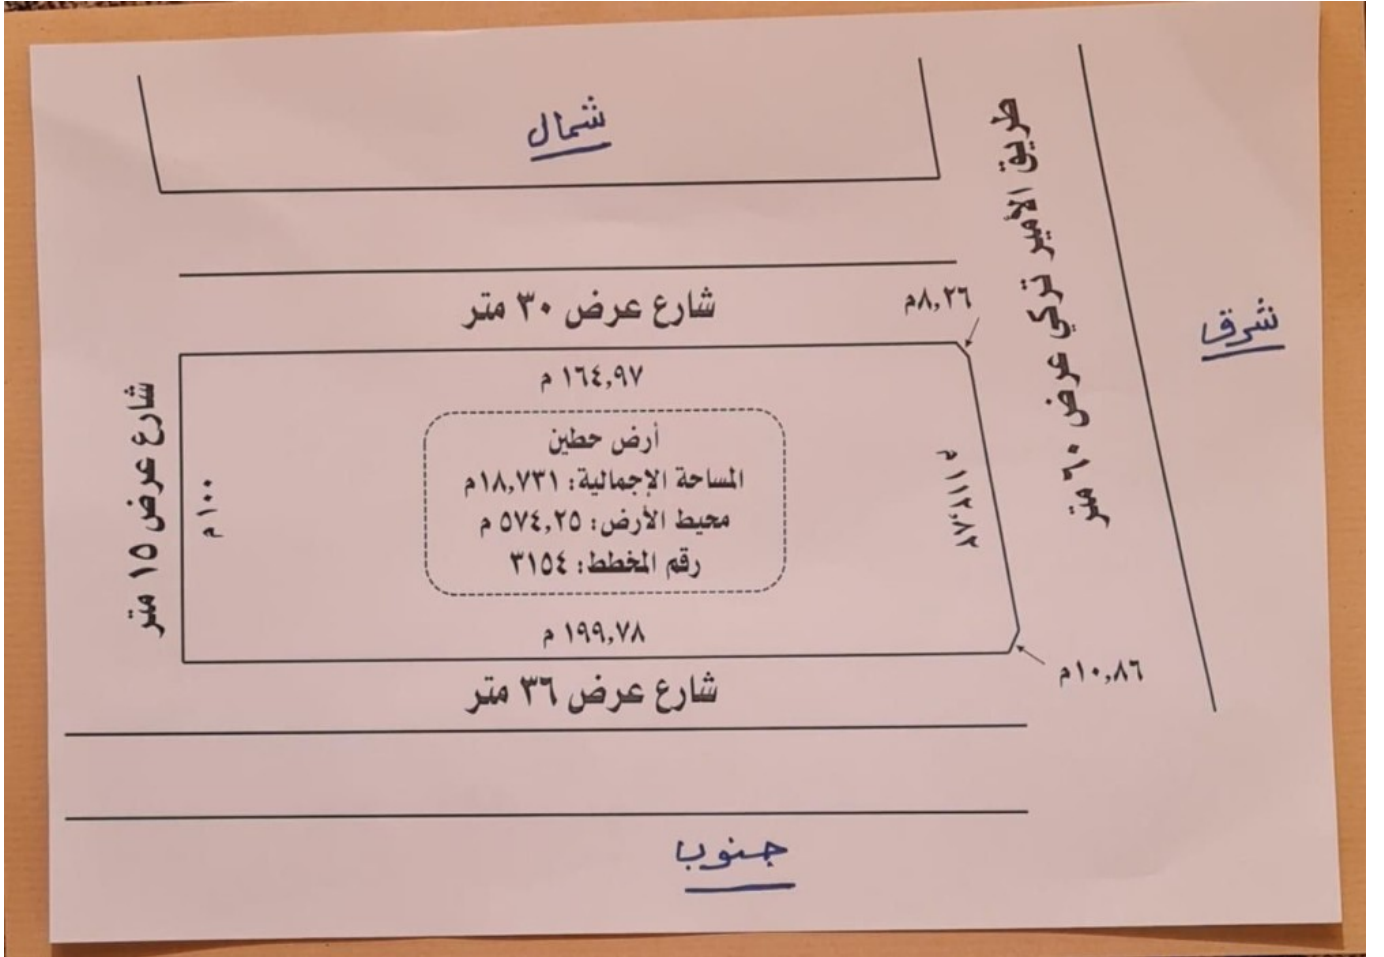 شمال
طريق الأمير تركي عرض ٦٠ متر
شرق
شارع عرض ٣٠ متر
٨,٢٦م
١٦٤,٩٧ م
شارع عرض ١٥ متر
١٠٠ م
أرض حطين
المساحة الإجمالية: ١٨,٧٣١م
محيط الأرض: ٥٧٤,٢٥ م
رقم المخطط: ٣١٥٤
١١٢,٨٢ م
١٩٩,٧٨ م
١٠,٨٦م
شارع عرض ٣٦ متر
جنوب